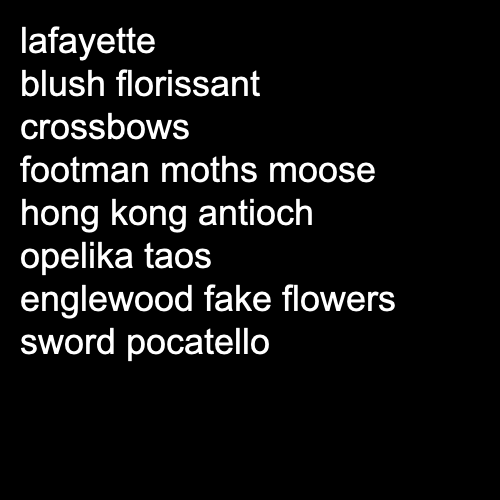 lafayette
blush florissant
crossbows
footman moths moose
hong kong antioch
opelika taos
englewood fake flowers
sword pocatello